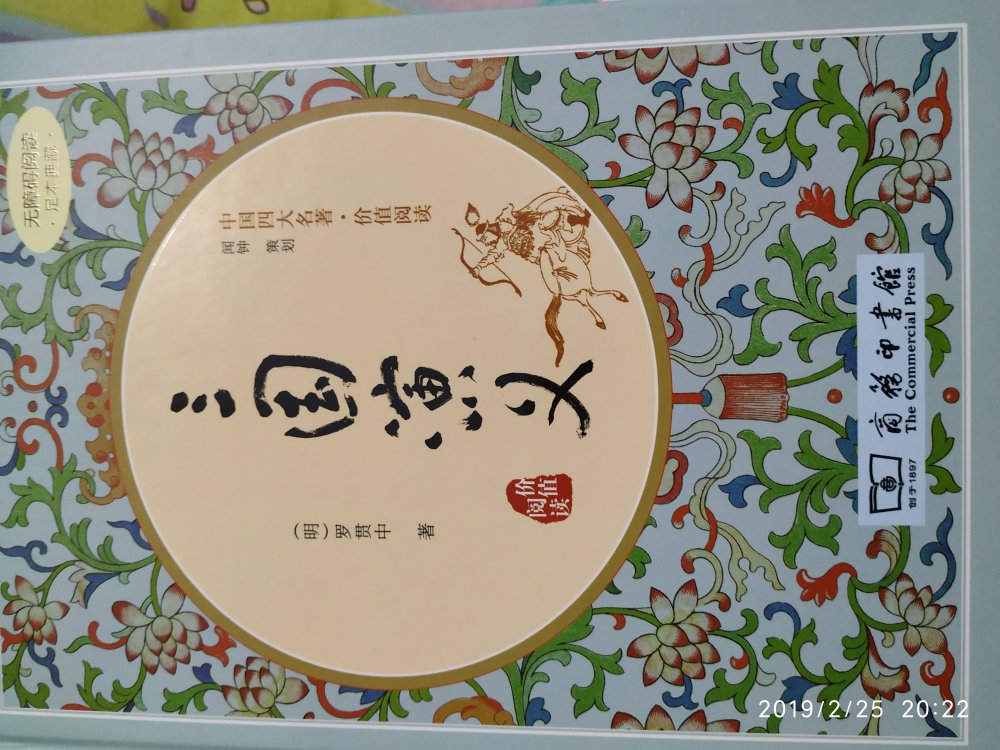 无障碍阅读
·足本典藏·
中国四大名著·价值阅读
闻钟 策划
三国演义
(明)罗贯中 著
价值
阅读
商务印书馆
The Commercial Press
创于1897
2019/2/25 20:22